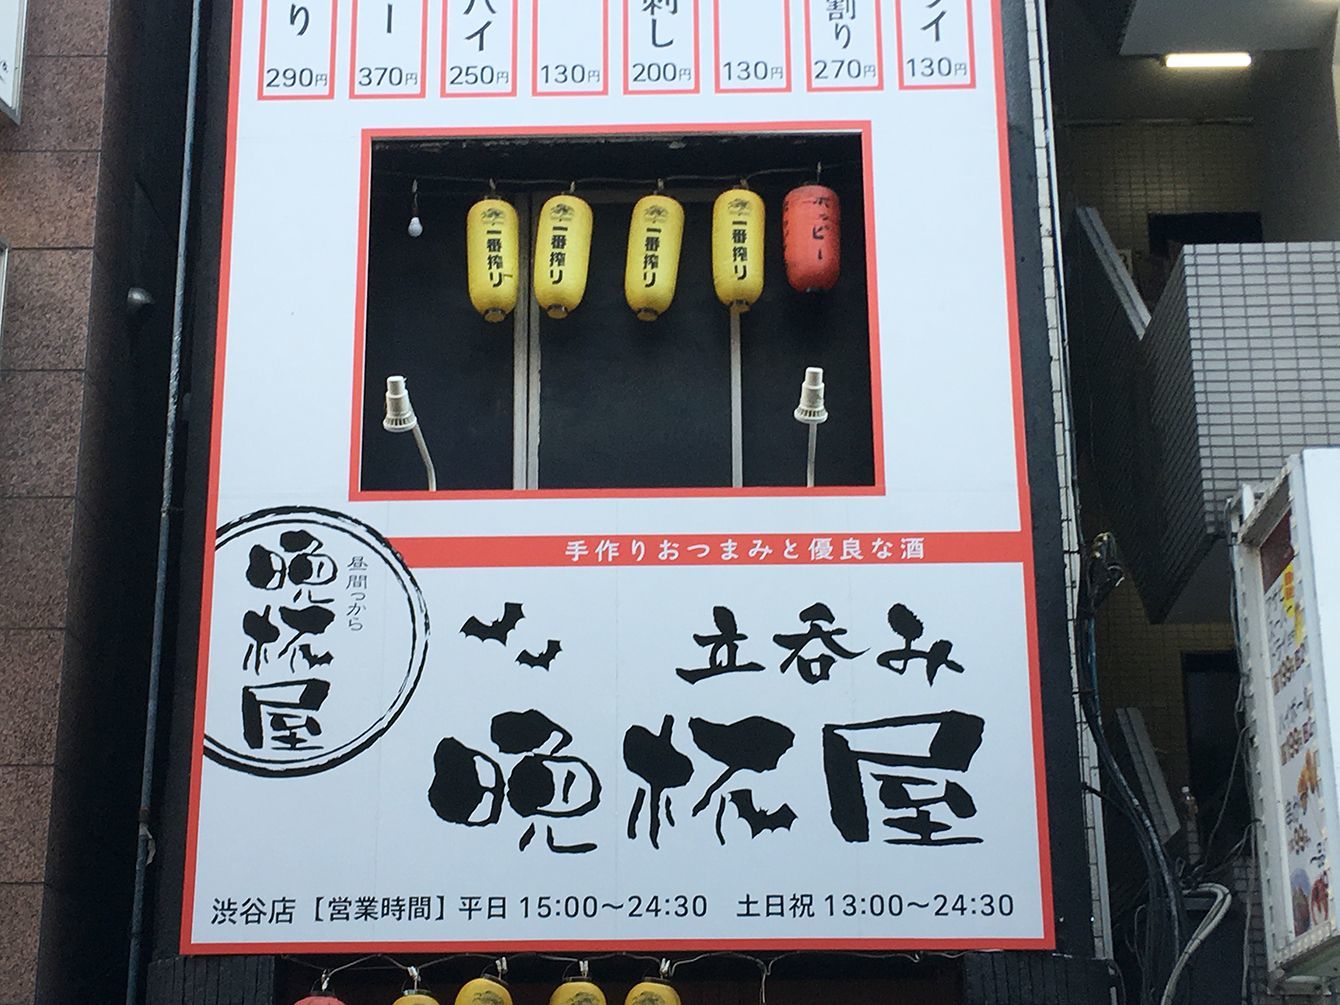 り
290円
ー
370円
ハイ
250円
130円
刺し
200円
130円
割り
270円
イ
130円
一番搾り
一番搾り
一番搾り
一番搾り
ホッピー
手作りおつまみと優良な酒
昼間っから
晩杯屋
立呑み
晩杯屋
渋谷店 [営業時間] 平日 15:00〜24:30 土日祝 13:00〜24:30